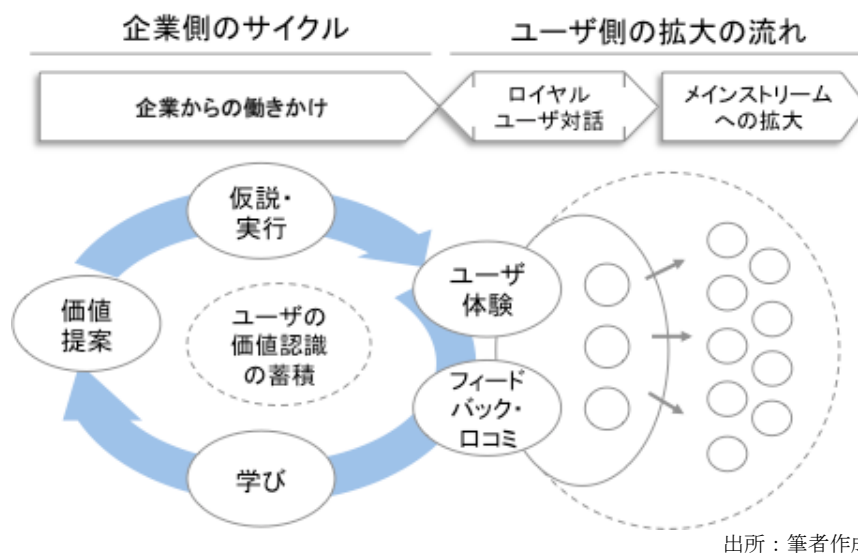 企業側のサイクル
ユーザ側の拡大の流れ
企業からの働きかけ
ロイヤル
ユーザ対話
メインストリーム
への拡大
仮説・
実行
ユーザ
体験
価値
提案
ユーザの
価値認識
の蓄積
フィード
バック・
口コミ
学び
出所：筆者作成